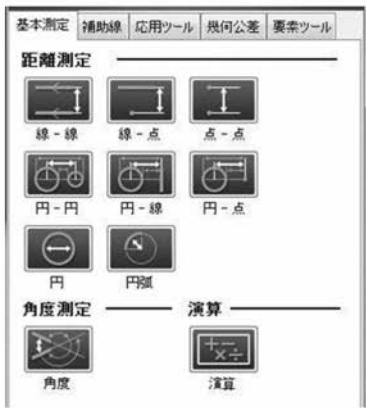 基本測定 補助線 応用ツール 幾何公差 要素ツール
距離測定
線 - 線 線 - 点 点 - 点
円 - 円 円 - 線 円 - 点
円 円弧
角度測定 演算
角度 演算